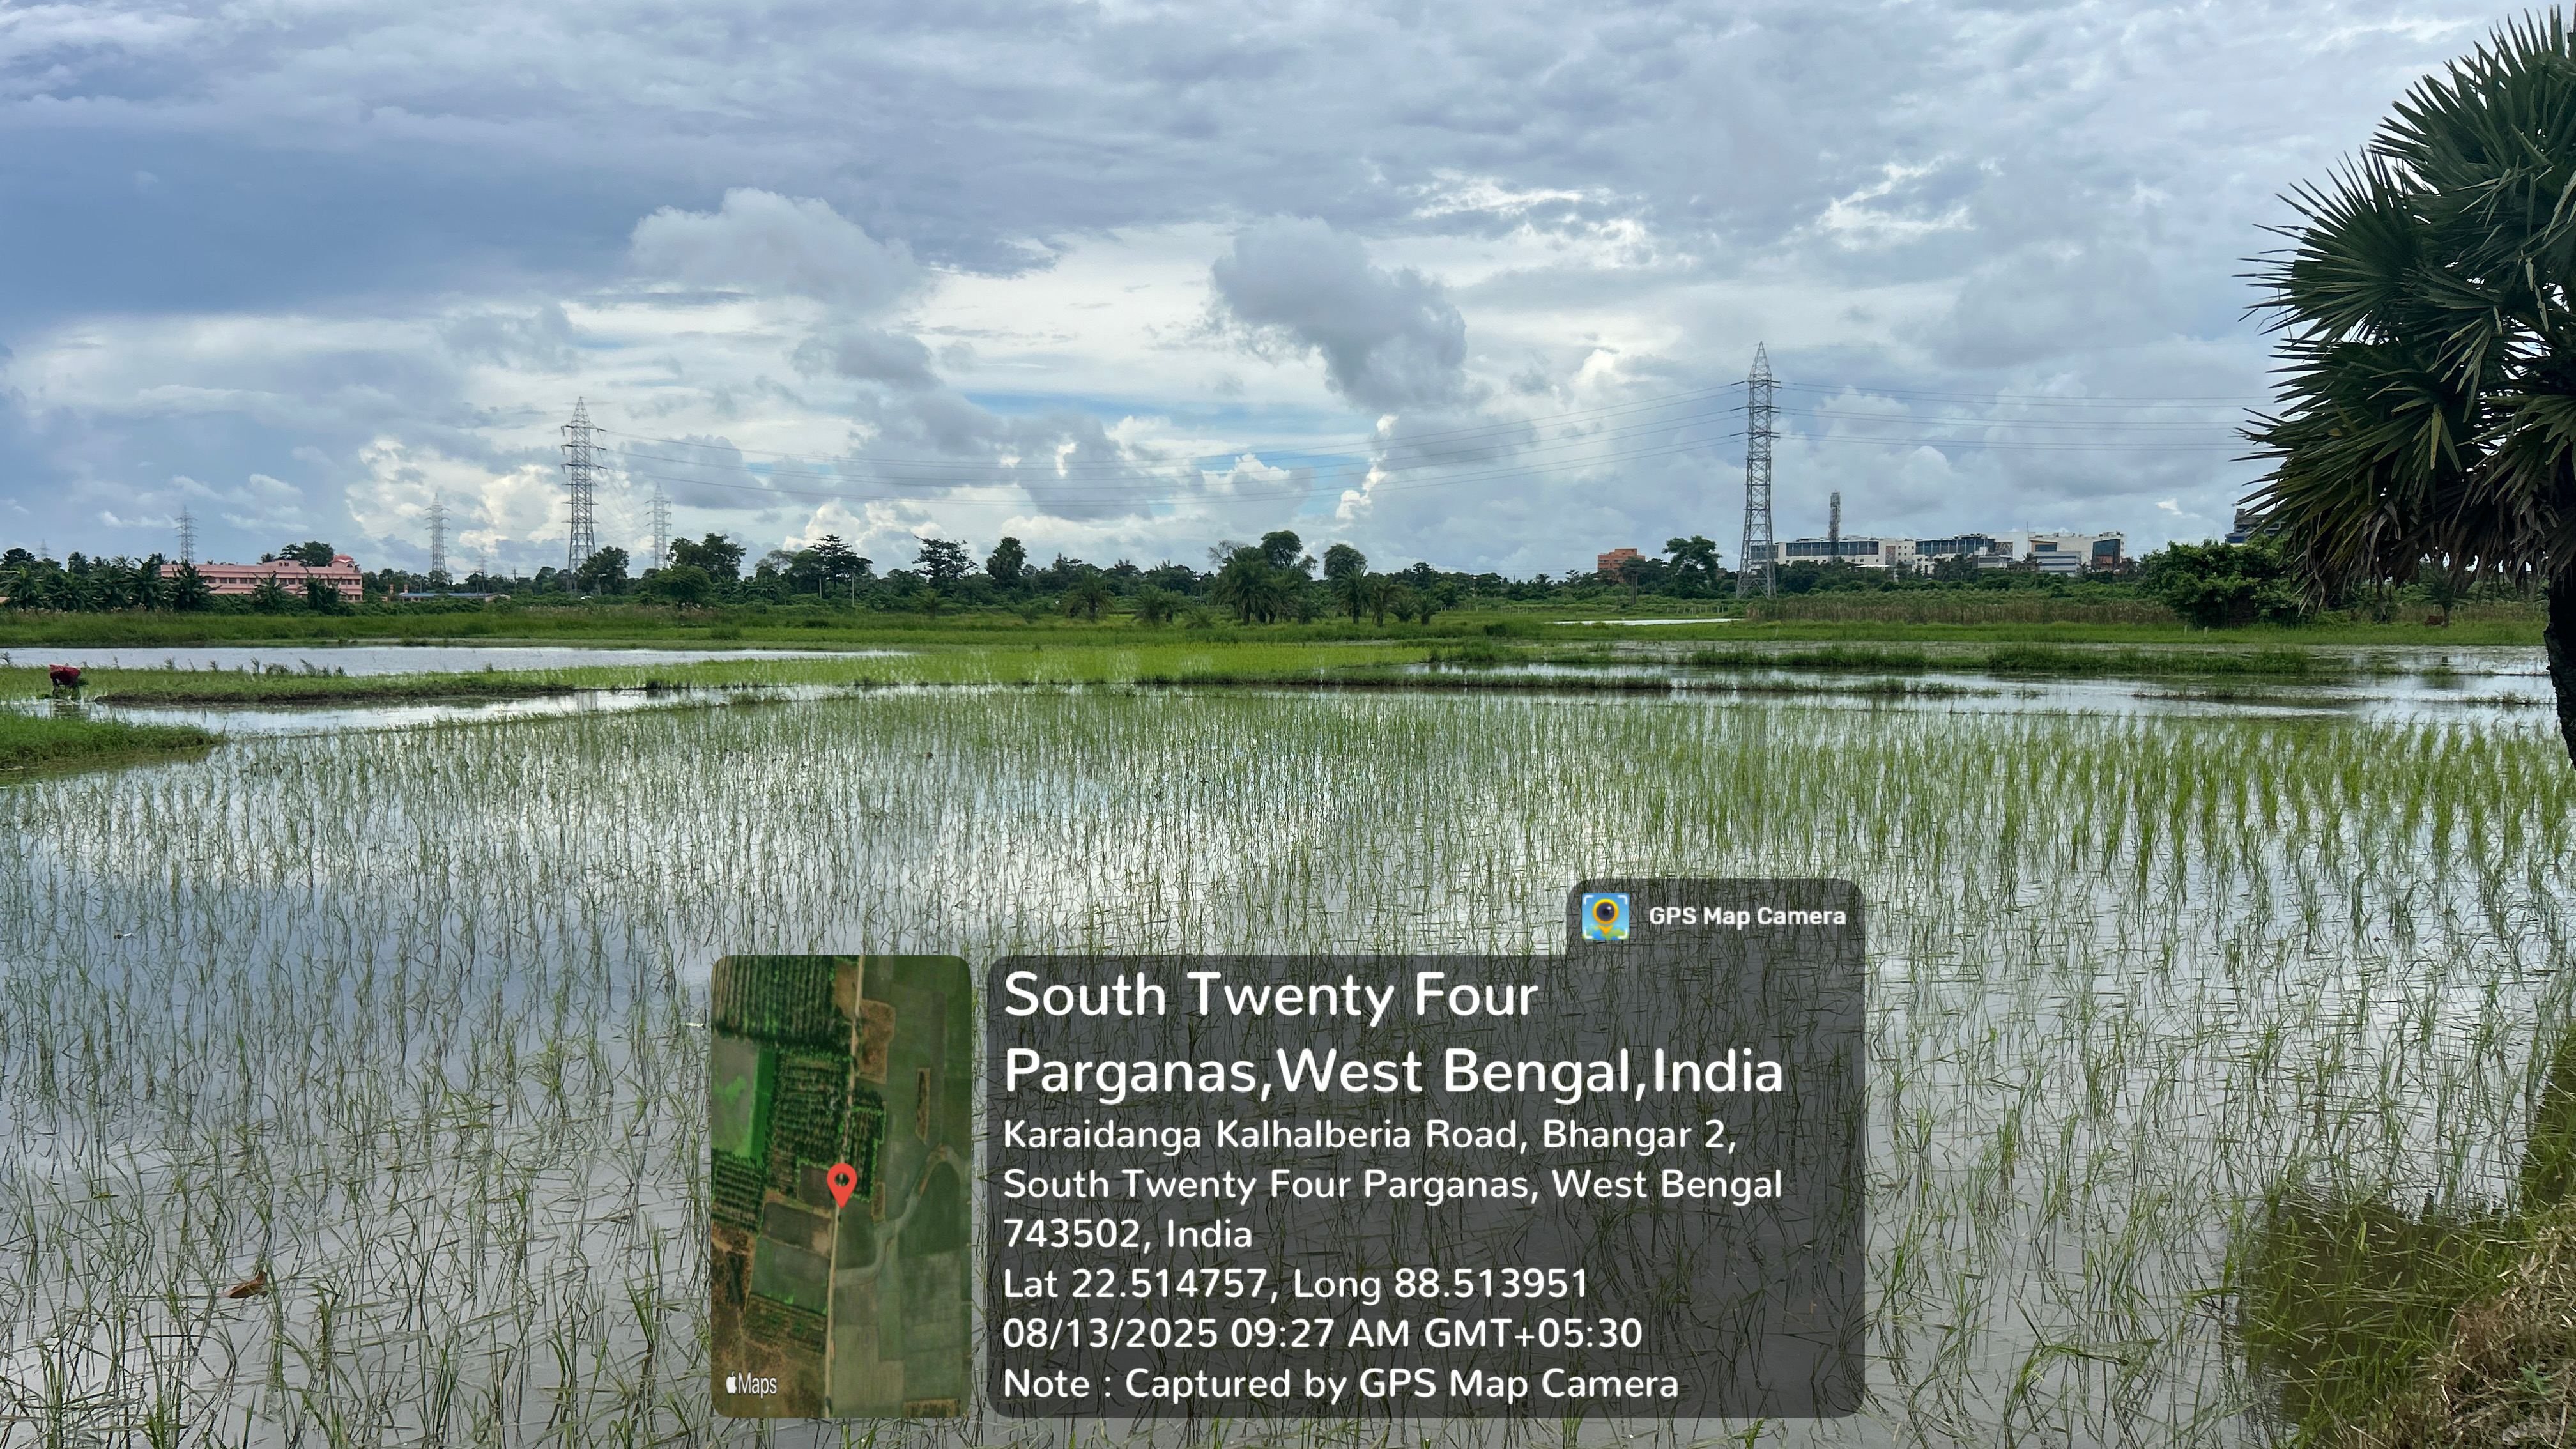 GPS Map Camera
South Twenty Four
Parganas,West Bengal,India
Karaidanga Kalhalberia Road, Bhangar 2,
South Twenty Four Parganas, West Bengal
743502, India
Lat 22.514757, Long 88.513951
08/13/2025 09:27 AM GMT+05:30
Note : Captured by GPS Map Camera
Maps